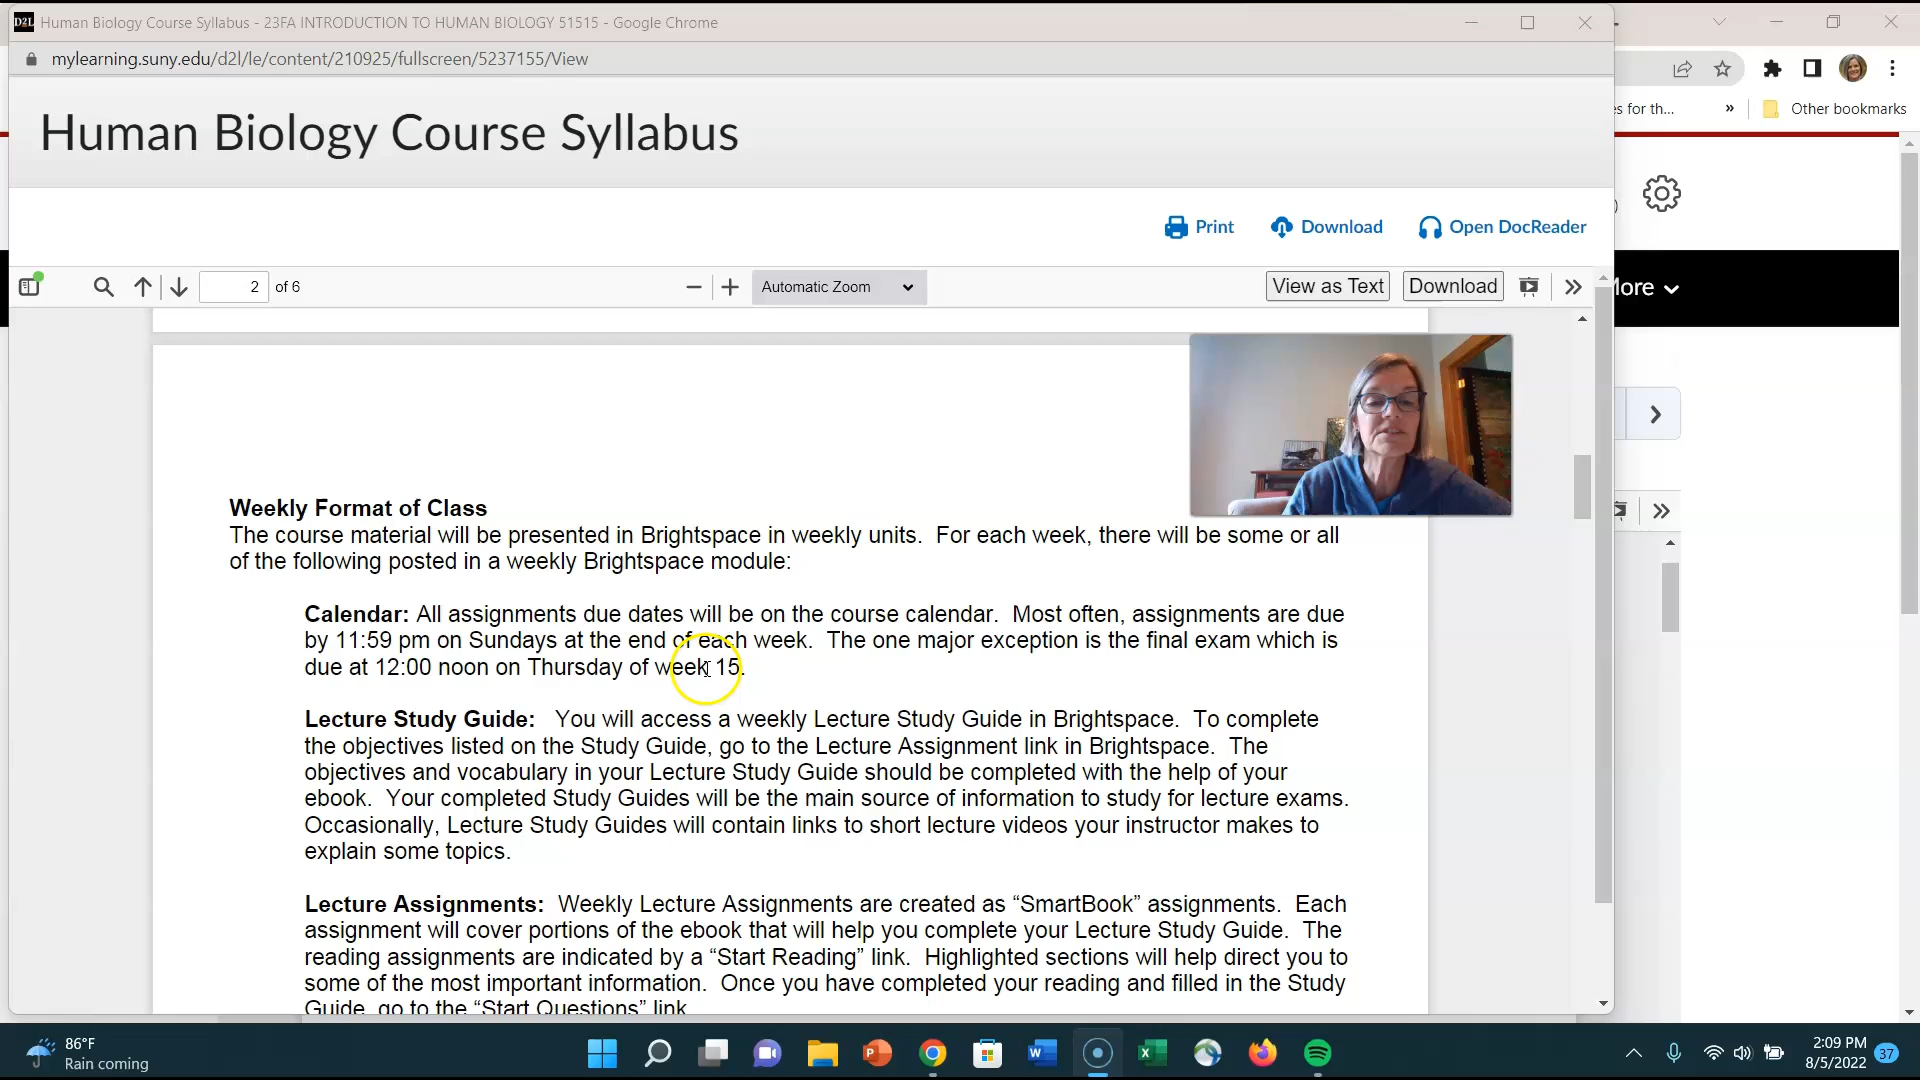 D2L Human Biology Course Syllabus - 23FA INTRODUCTION TO HUMAN BIOLOGY 51515 - Google Chrome
mylearning.suny.edu/d2l/le/content/210925/fullscreen/5237155/View
es for th... » Other bookmarks
Human Biology Course Syllabus
Print Download Open DocReader
2 of 6 Automatic Zoom View as Text Download
More
Weekly Format of Class
The course material will be presented in Brightspace in weekly units. For each week, there will be some or all
of the following posted in a weekly Brightspace module:
Calendar: All assignments due dates will be on the course calendar. Most often, assignments are due
by 11:59 pm on Sundays at the end of each week. The one major exception is the final exam which is
due at 12:00 noon on Thursday of week 15.
Lecture Study Guide: You will access a weekly Lecture Study Guide in Brightspace. To complete
the objectives listed on the Study Guide, go to the Lecture Assignment link in Brightspace. The
objectives and vocabulary in your Lecture Study Guide should be completed with the help of your
ebook. Your completed Study Guides will be the main source of information to study for lecture exams.
Occasionally, Lecture Study Guides will contain links to short lecture videos your instructor makes to
explain some topics.
Lecture Assignments: Weekly Lecture Assignments are created as “SmartBook” assignments. Each
assignment will cover portions of the ebook that will help you complete your Lecture Study Guide. The
reading assignments are indicated by a “Start Reading” link. Highlighted sections will help direct you to
some of the most important information. Once you have completed your reading and filled in the Study
Guide, go to the “Start Questions” link.
86°F
Rain coming
2:09 PM
8/5/2022
37